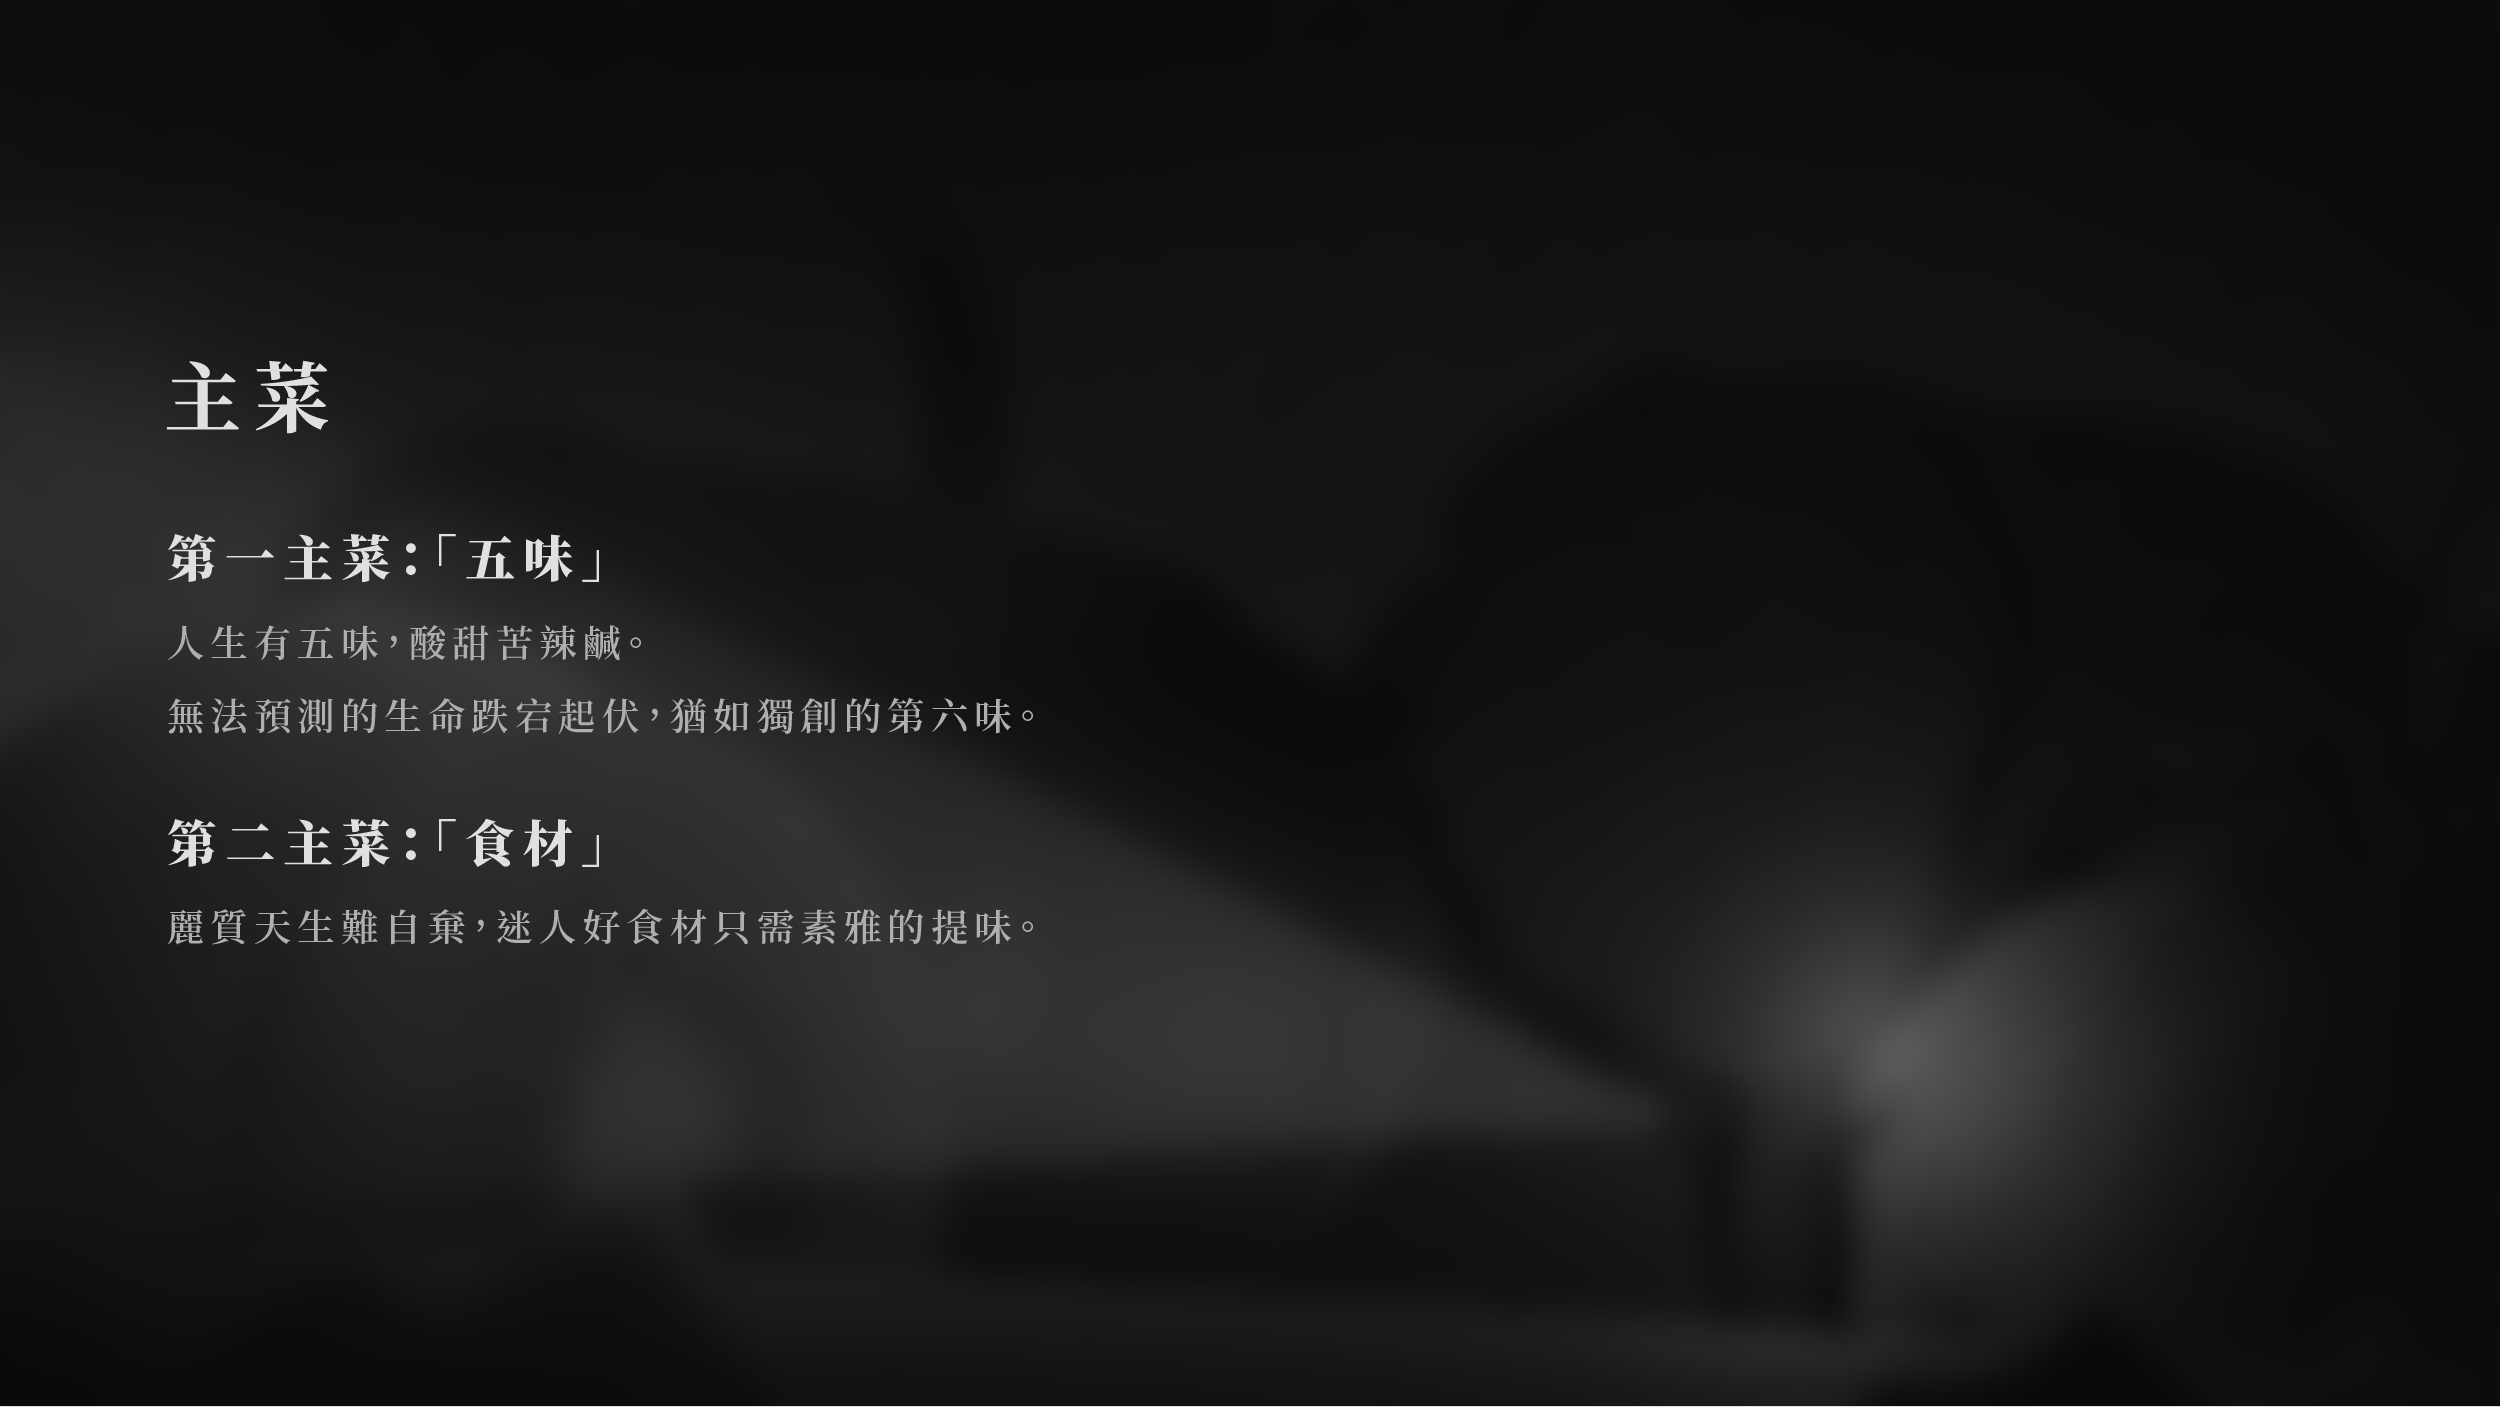 主菜
第一主菜：「五味」
人生有五味，酸甜苦辣鹹。
無法預測的生命跌宕起伏，猶如獨創的第六味。
第二主菜：「食材」
麗質天生難自棄，迷人好食材只需素雅的提味。